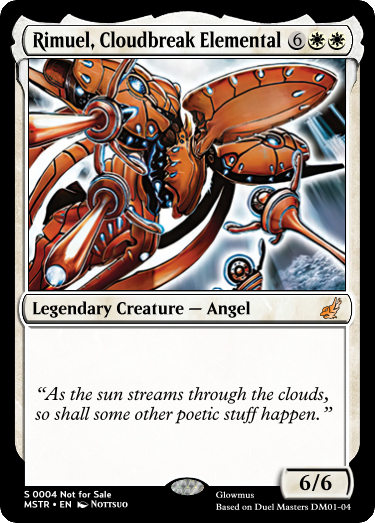 Rimuel, Cloudbreak Elemental 6
Legendary Creature — Angel
“As the sun streams through the clouds,
so shall some other poetic stuff happen.”
6/6
S 0004 Not for Sale
MSTR • EN Nottsuo
Glowmus
Based on Duel Masters DM01-04